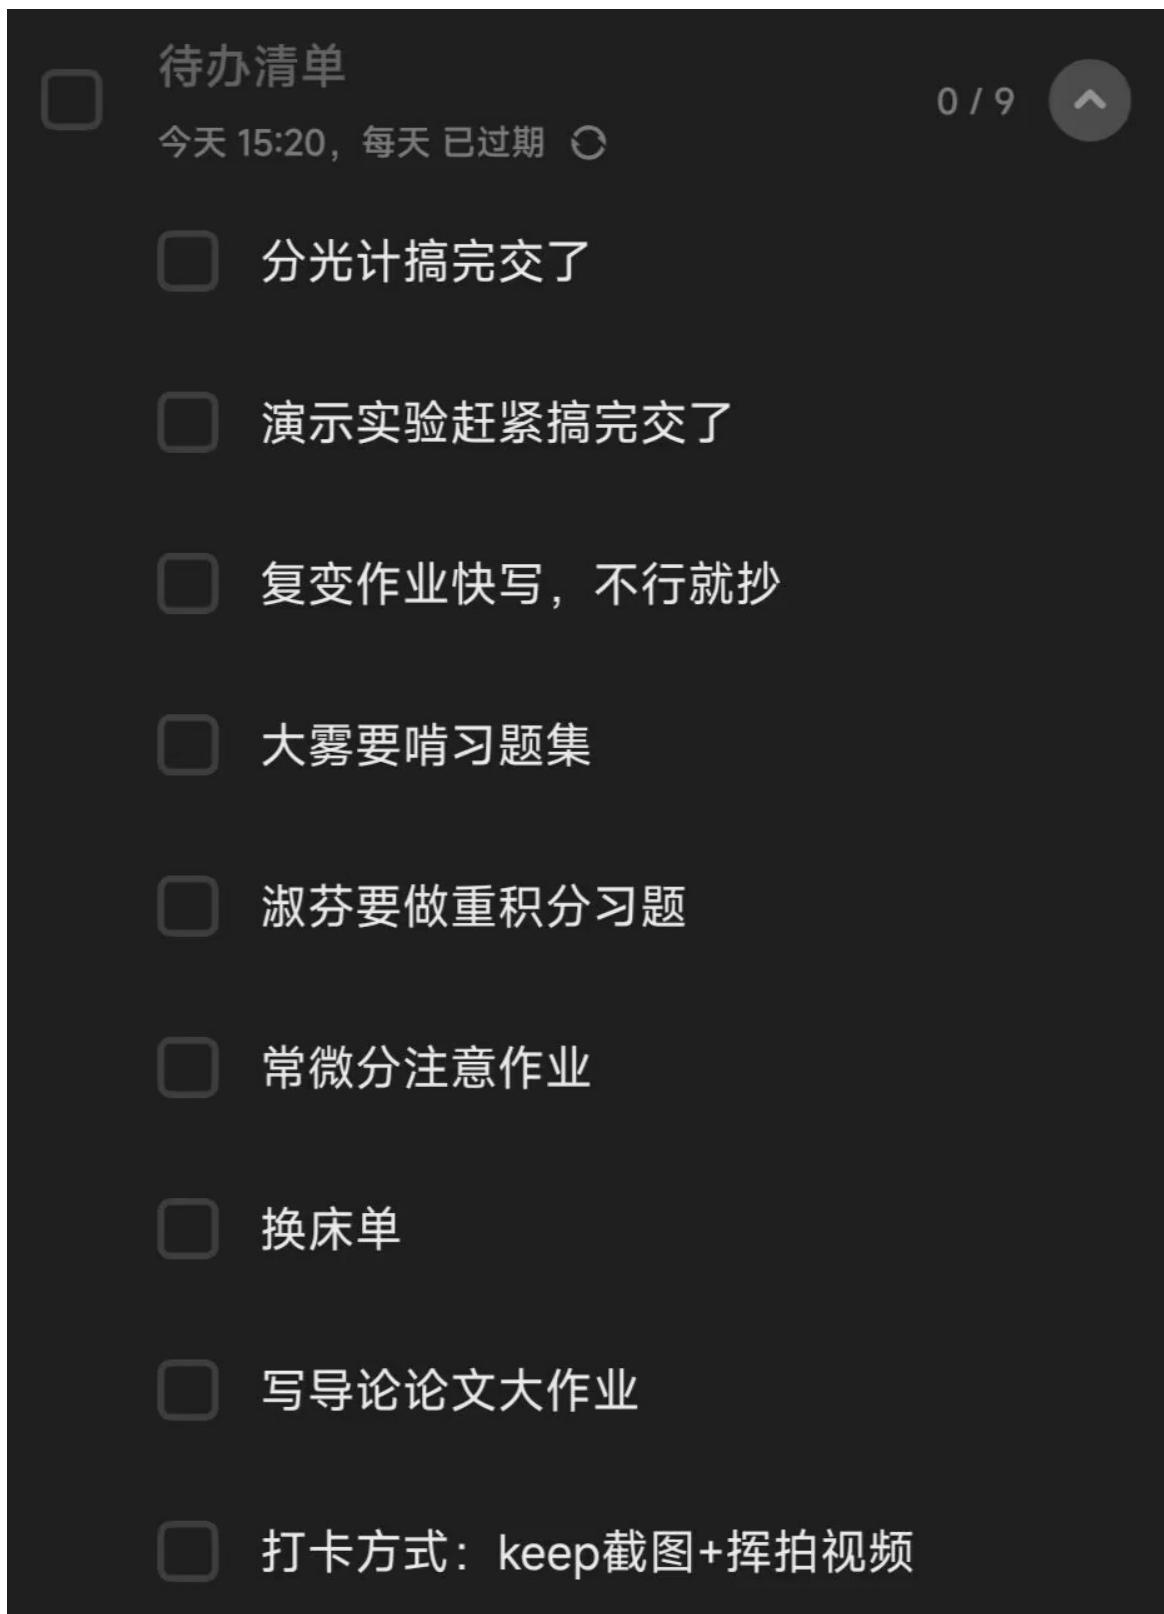 待办清单
0 / 9
今天 15:20，每天 已过期
分光计搞完交了
演示实验赶紧搞完交了
复变作业快写，不行就抄
大雾要啃习题集
淑芬要做重积分习题
常微分注意作业
换床单
写导论论文大作业
打卡方式：keep截图+挥拍视频